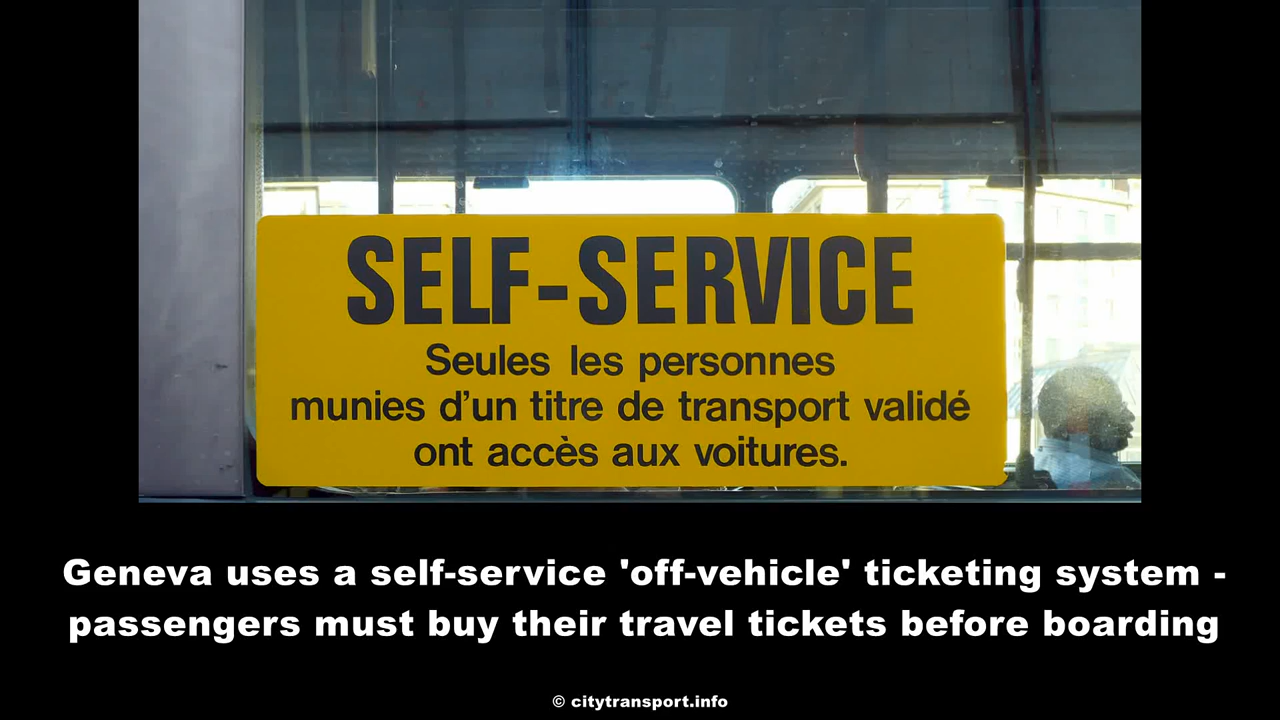 SELF-SERVICE
Seules les personnes
munies d'un titre de transport validé
ont accès aux voitures.
Geneva uses a self-service 'off-vehicle' ticketing system -
passengers must buy their travel tickets before boarding
© citytransport.info